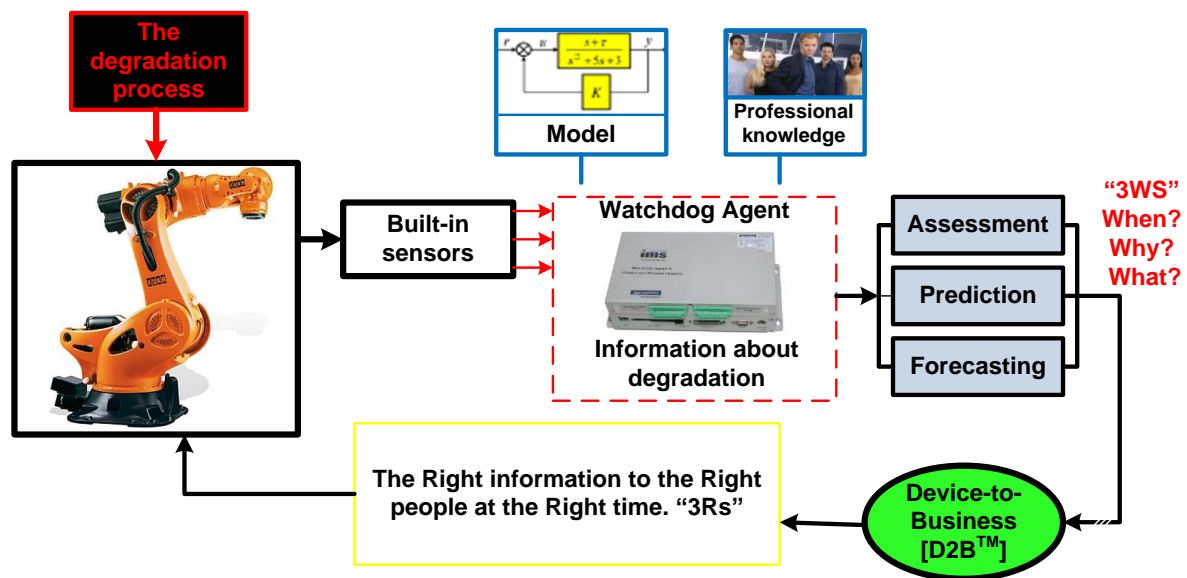 The
degradation
process
r
u
s+τ
s²+5s+3
y
K
Model
Professional
knowledge
Built-in
sensors
Watchdog Agent
ims
Information about
degradation
Assessment
Prediction
Forecasting
“3WS”
When?
Why?
What?
The Right information to the Right
people at the Right time. “3Rs”
Device-to-
Business
[D2B™]